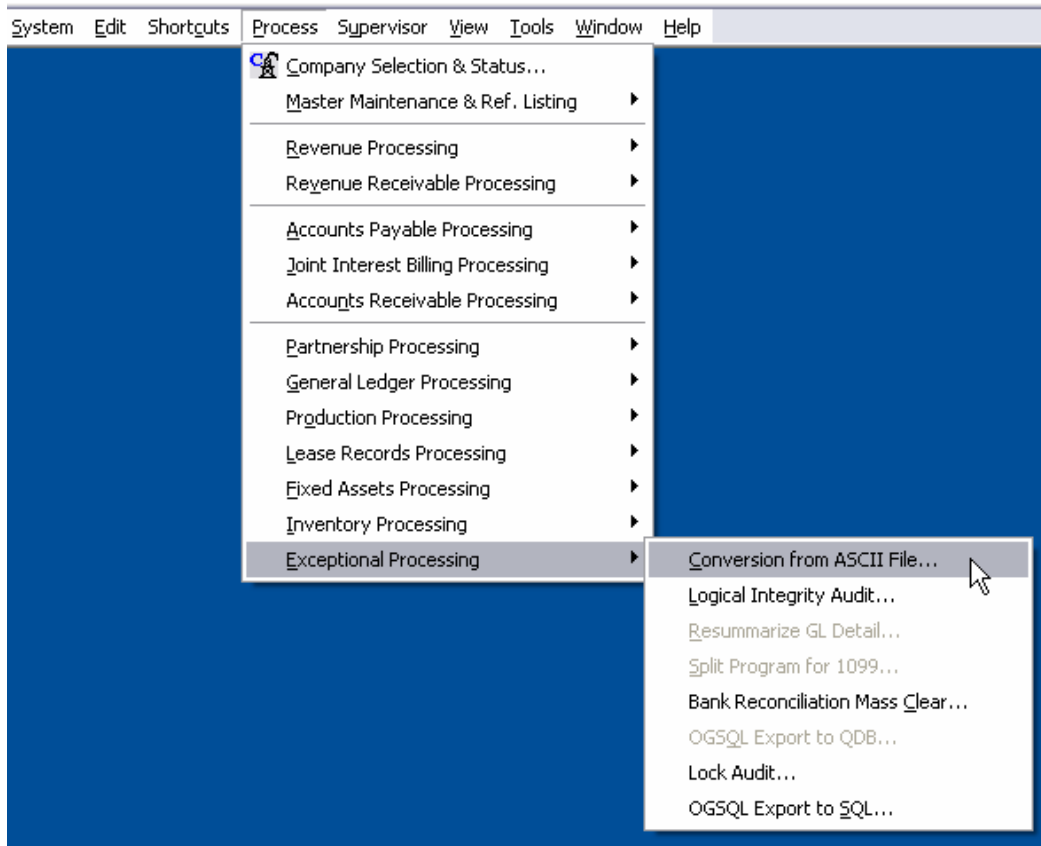 System Edit Shortcuts Process Supervisor View Tools Window Help
Company Selection & Status...
Master Maintenance & Ref. Listing
Revenue Processing
Revenue Receivable Processing
Accounts Payable Processing
Joint Interest Billing Processing
Accounts Receivable Processing
Partnership Processing
General Ledger Processing
Production Processing
Lease Records Processing
Fixed Assets Processing
Inventory Processing
Exceptional Processing
Conversion from ASCII File...
Logical Integrity Audit...
Resummarize GL Detail...
Split Program for 1099...
Bank Reconciliation Mass Clear...
OGSQL Export to QDB...
Lock Audit...
OGSQL Export to SQL...